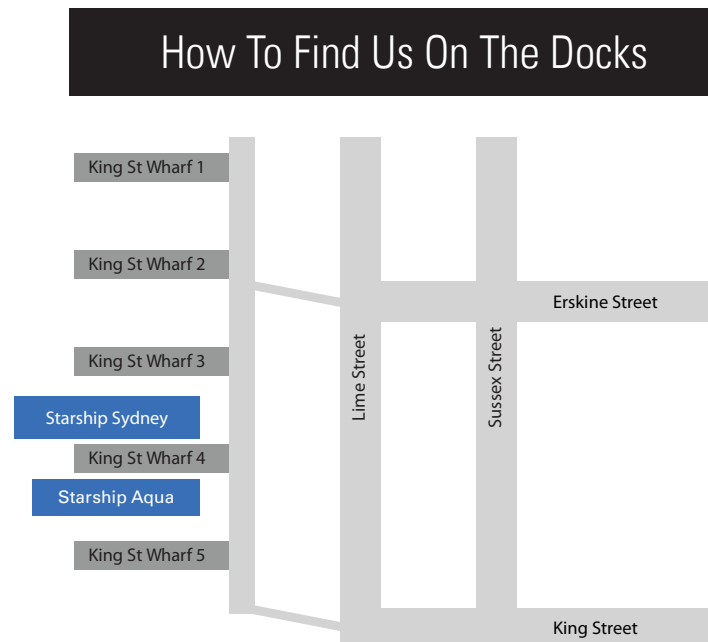 How To Find Us On The Docks
King St Wharf 1
King St Wharf 2
Erskine Street
King St Wharf 3
Lime Street
Sussex Street
Starship Sydney
King St Wharf 4
Starship Aqua
King St Wharf 5
King Street